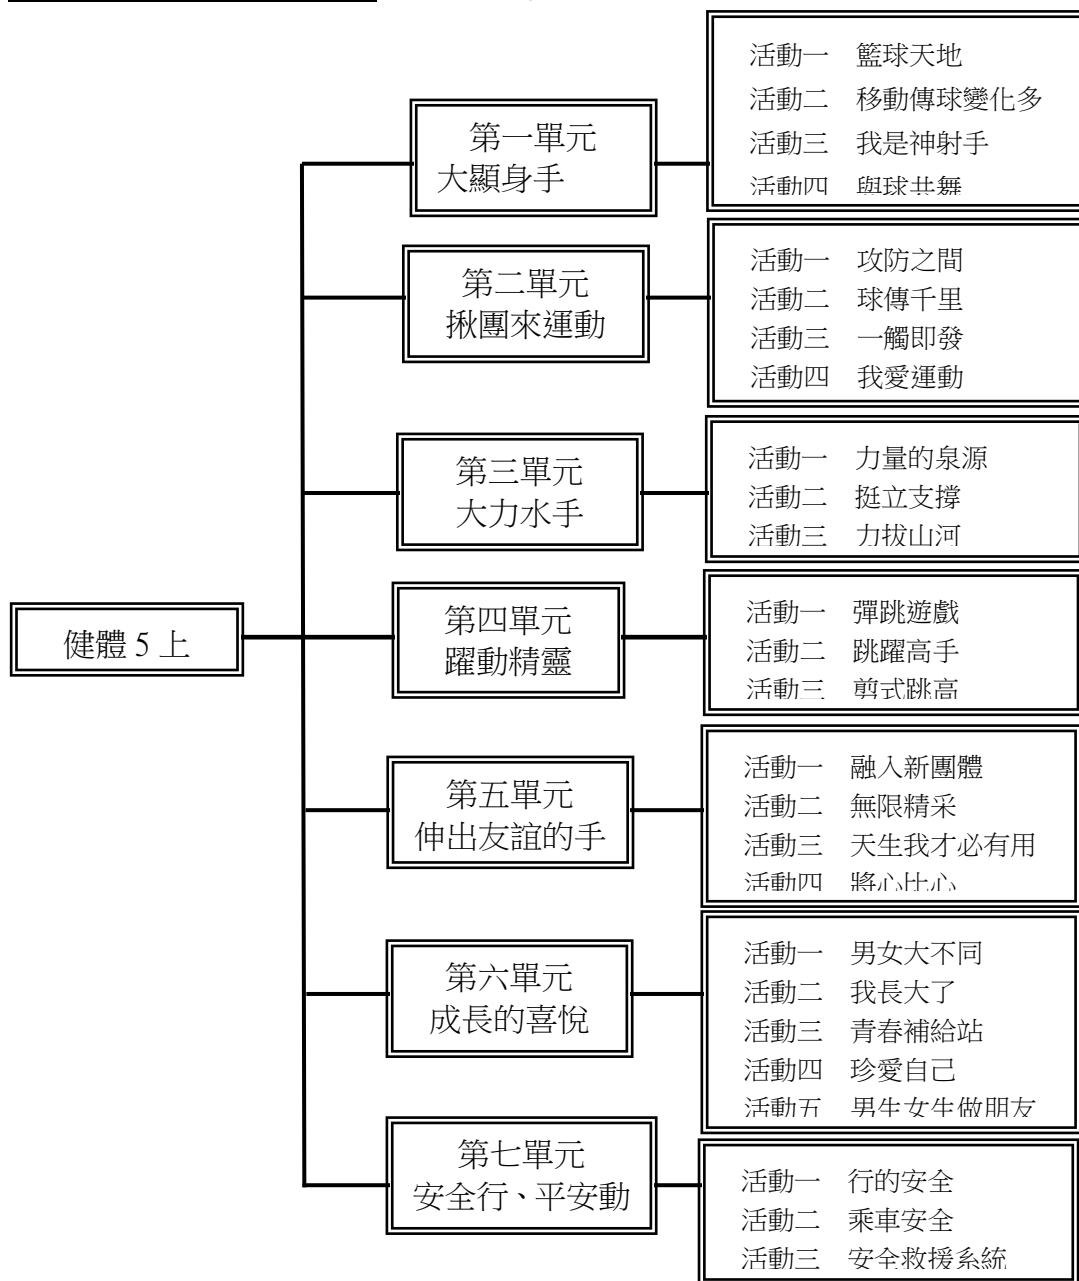 活動一 籃球天地
活動二 移動傳球變化多
活動三 我是神射手
活動四 與球共舞
第一單元
大顯身手
活動一 攻防之間
活動二 球傳千里
活動三 一觸即發
活動四 我愛運動
第二單元
揪團來運動
活動一 力量的泉源
活動二 挺立支撐
活動三 力拔山河
第三單元
大力水手
健體 5 上
活動一 彈跳遊戲
活動二 跳躍高手
活動三 剪式跳高
第四單元
躍動精靈
活動一 融入新團體
活動二 無限精采
活動三 天生我才必有用
活動四 將心比心
第五單元
伸出友誼的手
活動一 男女大不同
活動二 我長大了
活動三 青春補給站
活動四 珍愛自己
活動五 男生女生做朋友
第六單元
成長的喜悅
活動一 行的安全
活動二 乘車安全
活動三 安全救援系統
第七單元
安全行、平安動